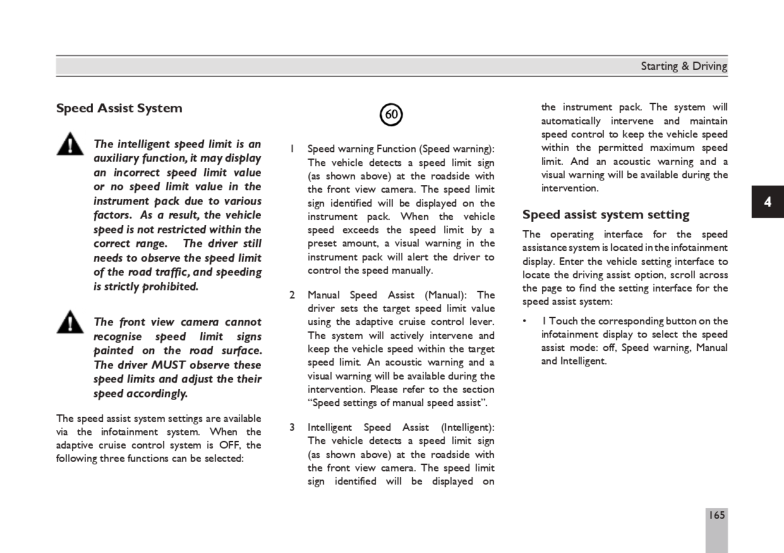 Starting & Driving
Speed Assist System
The intelligent speed limit is an
auxiliary function, it may display
an incorrect speed limit value
or no speed limit value in the
instrument pack due to various
factors. As a result, the vehicle
speed is not restricted within the
correct range. The driver still
needs to observe the speed limit
of the road traffic, and speeding
is strictly prohibited.
The front view camera cannot
recognise speed limit signs
painted on the road surface.
The driver MUST observe these
speed limits and adjust the their
speed accordingly.
The speed assist system settings are available
via the infotainment system. When the
adaptive cruise control system is OFF, the
following three functions can be selected:
60
1 Speed warning Function (Speed warning):
The vehicle detects a speed limit sign
(as shown above) at the roadside with
the front view camera. The speed limit
sign identified will be displayed on the
instrument pack. When the vehicle
speed exceeds the speed limit by a
preset amount, a visual warning in the
instrument pack will alert the driver to
control the speed manually.
2 Manual Speed Assist (Manual): The
driver sets the target speed limit value
using the adaptive cruise control lever.
The system will actively intervene and
keep the vehicle speed within the target
speed limit. An acoustic warning and a
visual warning will be available during the
intervention. Please refer to the section
“Speed settings of manual speed assist”.
3 Intelligent Speed Assist (Intelligent):
The vehicle detects a speed limit sign
(as shown above) at the roadside with
the front view camera. The speed limit
sign identified will be displayed on
the instrument pack. The system will
automatically intervene and maintain
speed control to keep the vehicle speed
within the permitted maximum speed
limit. And an acoustic warning and a
visual warning will be available during the
intervention.
Speed assist system setting
The operating interface for the speed
assistance system is located in the infotainment
display. Enter the vehicle setting interface to
locate the driving assist option, scroll across
the page to find the setting interface for the
speed assist system:
• 1 Touch the corresponding button on the
infotainment display to select the speed
assist mode: off, Speed warning, Manual
and Intelligent.
4
165